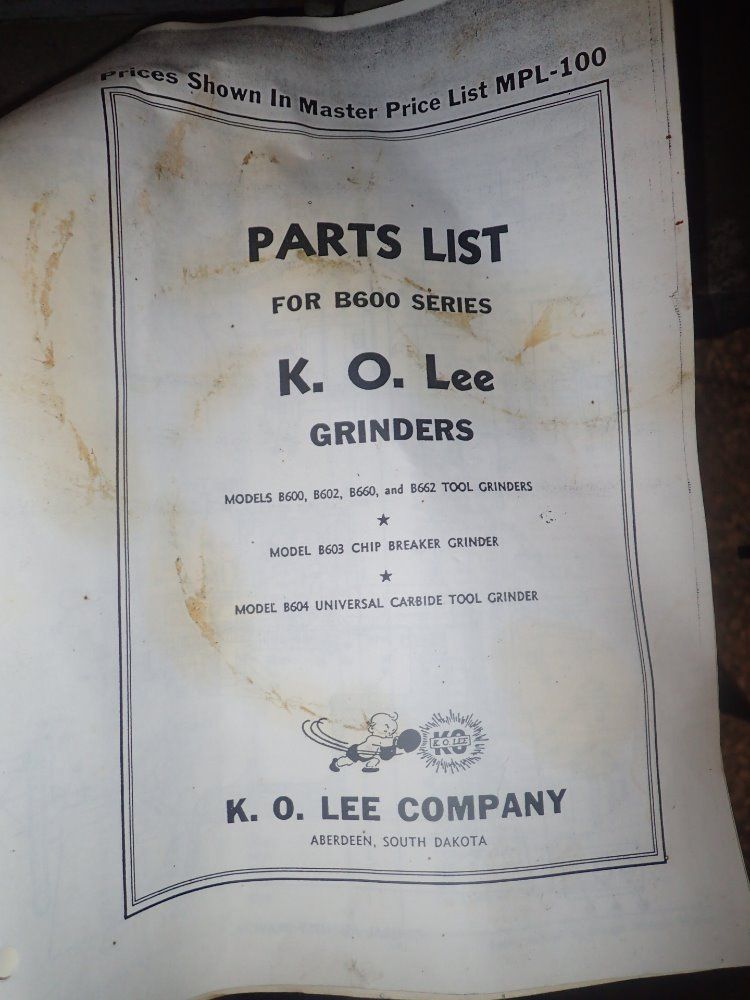 Prices Shown In Master Price List MPL-100
PARTS LIST
FOR B600 SERIES
K. O. Lee
GRINDERS
MODELS B600, B602, B660, and B662 TOOL GRINDERS
★
MODEL B603 CHIP BREAKER GRINDER
★
MODEL B604 UNIVERSAL CARBIDE TOOL GRINDER
KO
K. O. LEE
K. O. LEE COMPANY
ABERDEEN, SOUTH DAKOTA